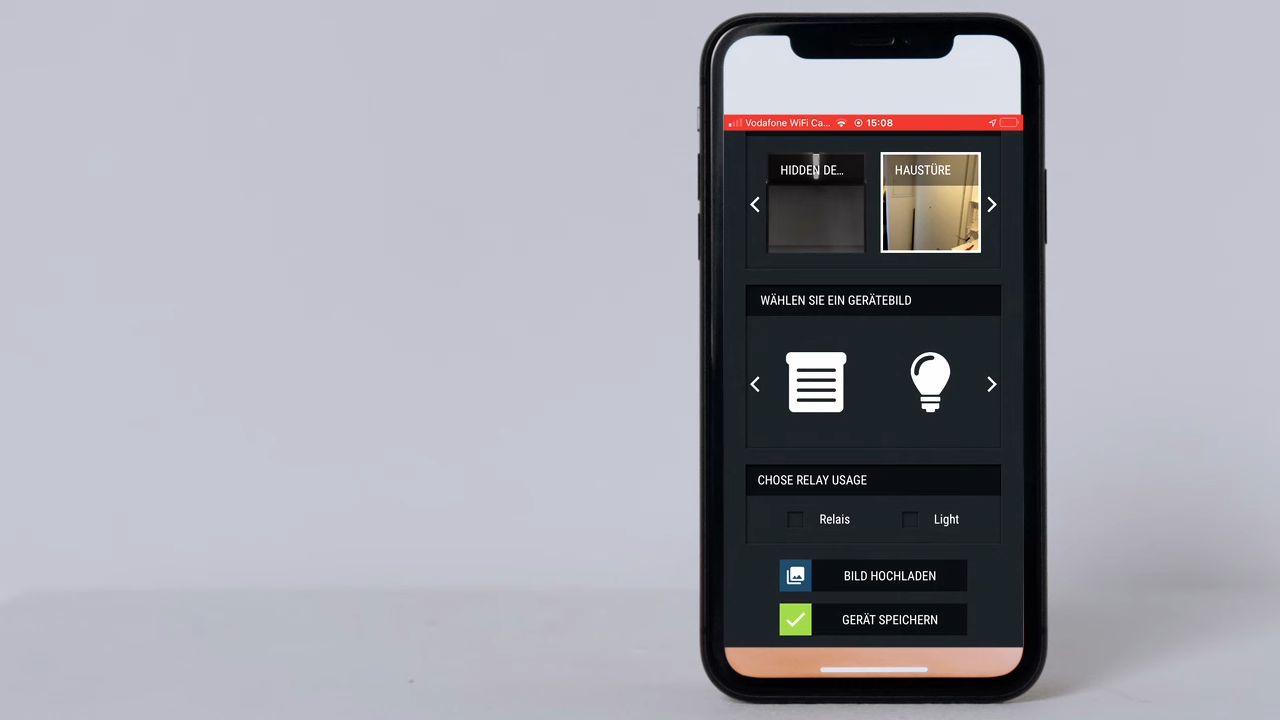 Vodafone WiFi Ca... 15:08
HIDDEN DE... HAUSTÜRE
WÄHLEN SIE EIN GERÄTEBILD
CHOSE RELAY USAGE
Relais Light
BILD HOCHLADEN
GERÄT SPEICHERN